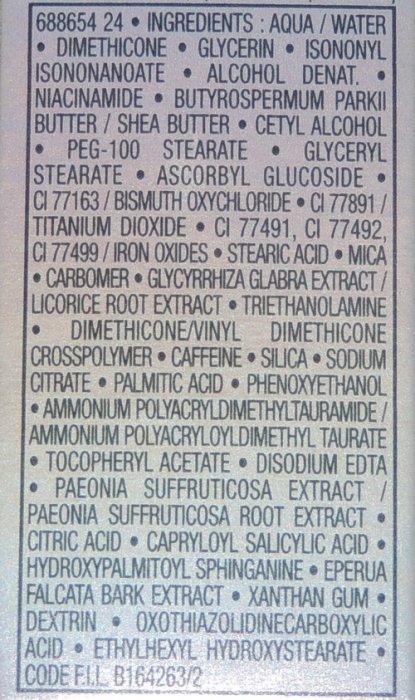 688654 24 • INGREDIENTS : AQUA / WATER
• DIMETHICONE • GLYCERIN • ISONONYL
ISONONANOATE • ALCOHOL DENAT. •
NIACINAMIDE • BUTYROSPERMUM PARKII
BUTTER / SHEA BUTTER • CETYL ALCOHOL
• PEG-100 STEARATE • GLYCERYL
STEARATE • ASCORBYL GLUCOSIDE •
CI 77163 / BISMUTH OXYCHLORIDE • CI 77891 /
TITANIUM DIOXIDE • CI 77491, CI 77492,
CI 77499 / IRON OXIDES • STEARIC ACID • MICA
• CARBOMER • GLYCYRRHIZA GLABRA EXTRACT /
LICORICE ROOT EXTRACT • TRIETHANOLAMINE
• DIMETHICONE/VINYL DIMETHICONE
CROSSPOLYMER • CAFFEINE • SILICA • SODIUM
CITRATE • PALMITIC ACID • PHENOXYETHANOL
• AMMONIUM POLYACRYLDIMETHYLTAURAMIDE /
AMMONIUM POLYACRYLOYLDIMETHYL TAURATE
• TOCOPHERYL ACETATE • DISODIUM EDTA
• PAEONIA SUFFRUTICOSA EXTRACT /
PAEONIA SUFFRUTICOSA ROOT EXTRACT •
CITRIC ACID • CAPRYLOYL SALICYLIC ACID •
HYDROXYPALMITOYL SPHINGANINE • EPERUA
FALCATA BARK EXTRACT • XANTHAN GUM •
DEXTRIN • OXOTHIAZOLIDINECARBOXYLIC
ACID • ETHYLHEXYL HYDROXYSTEARATE •
CODE F.I.L. B164263/2